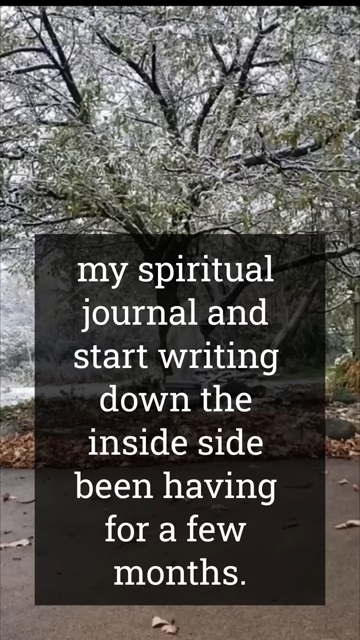 my spiritual
journal and
start writing
down the
inside side
been having
for a few
months.